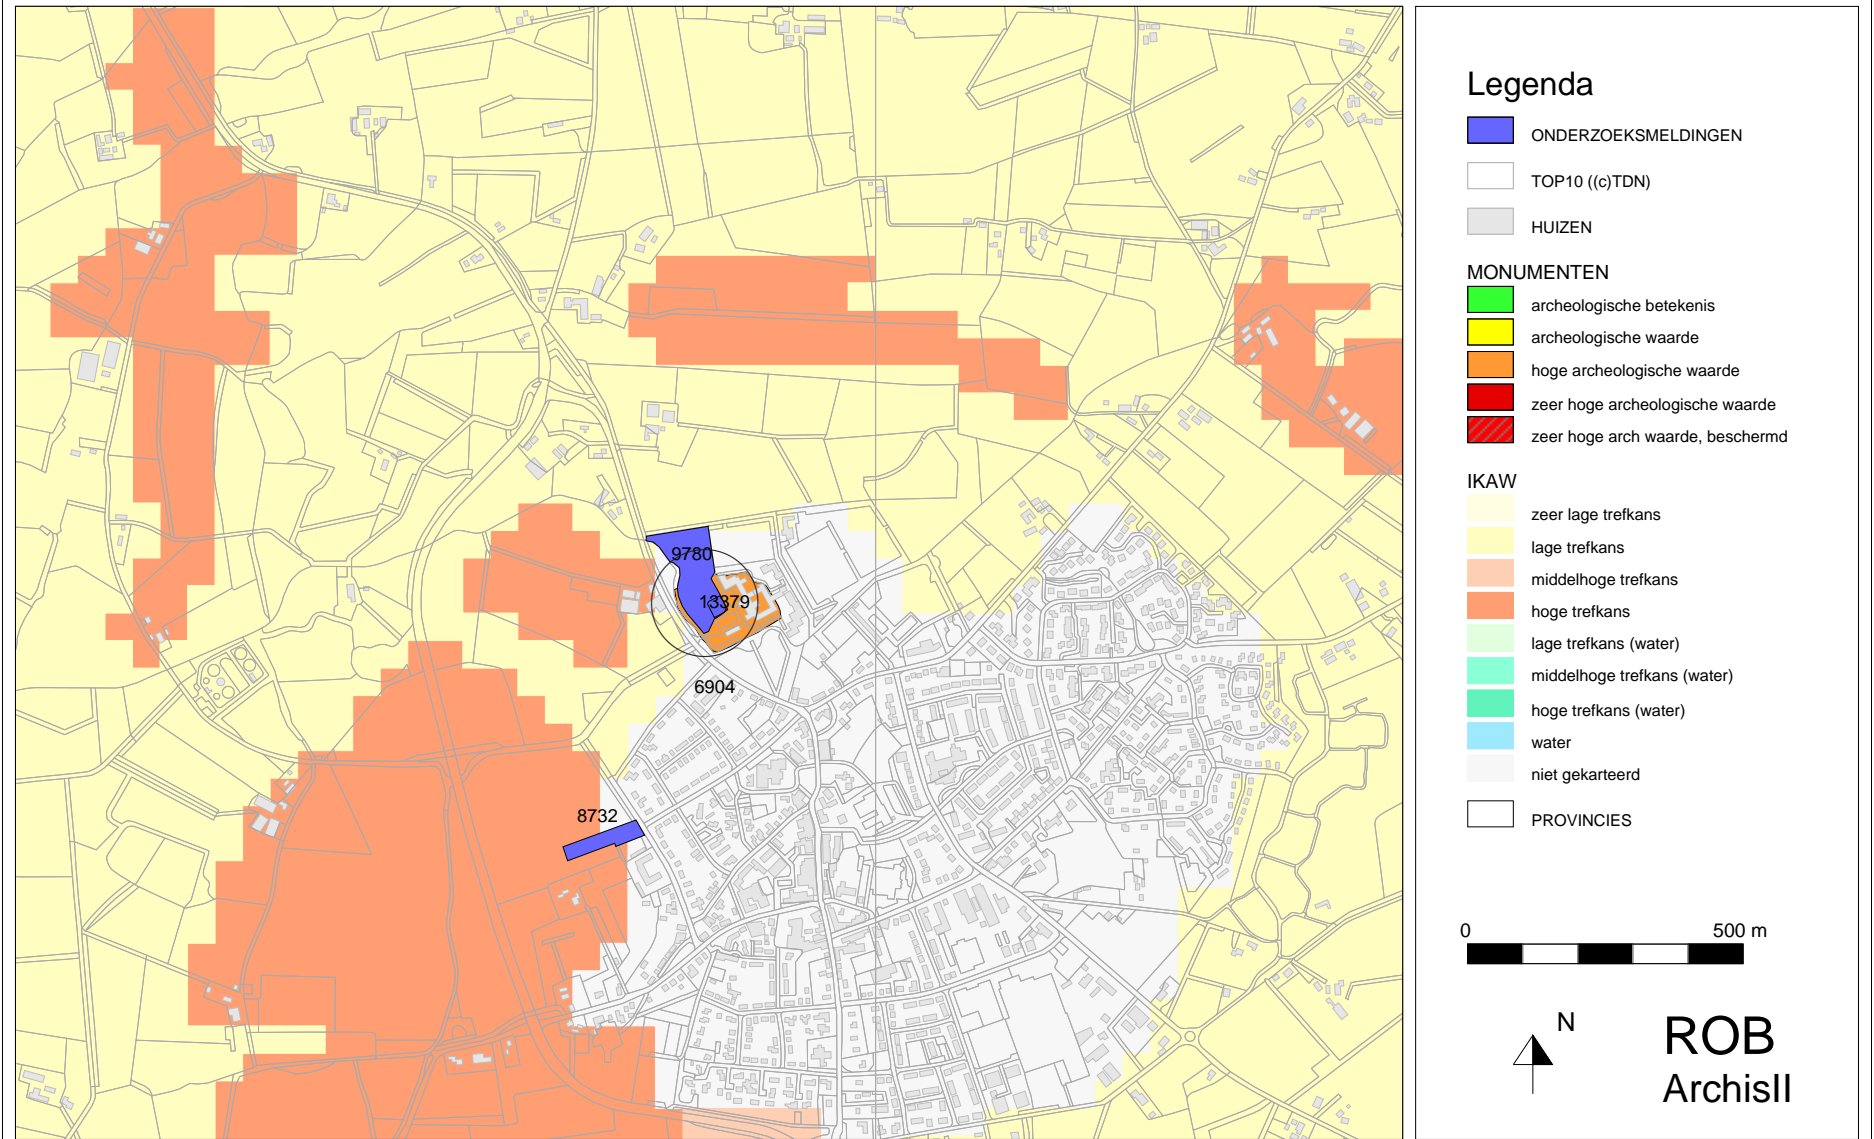 9780
13379
6904
8732
Legenda
ONDERZOEKSMELDINGEN
TOP10 ((c)TDN)
HUIZEN
MONUMENTEN
archeologische betekenis
archeologische waarde
hoge archeologische waarde
zeer hoge archeologische waarde
zeer hoge arch waarde, beschermd
IKAW
zeer lage trefkans
lage trefkans
middelhoge trefkans
hoge trefkans
lage trefkans (water)
middelhoge trefkans (water)
hoge trefkans (water)
water
niet gekarteerd
PROVINCIES
0 500 m
N
ROB
ArchisII